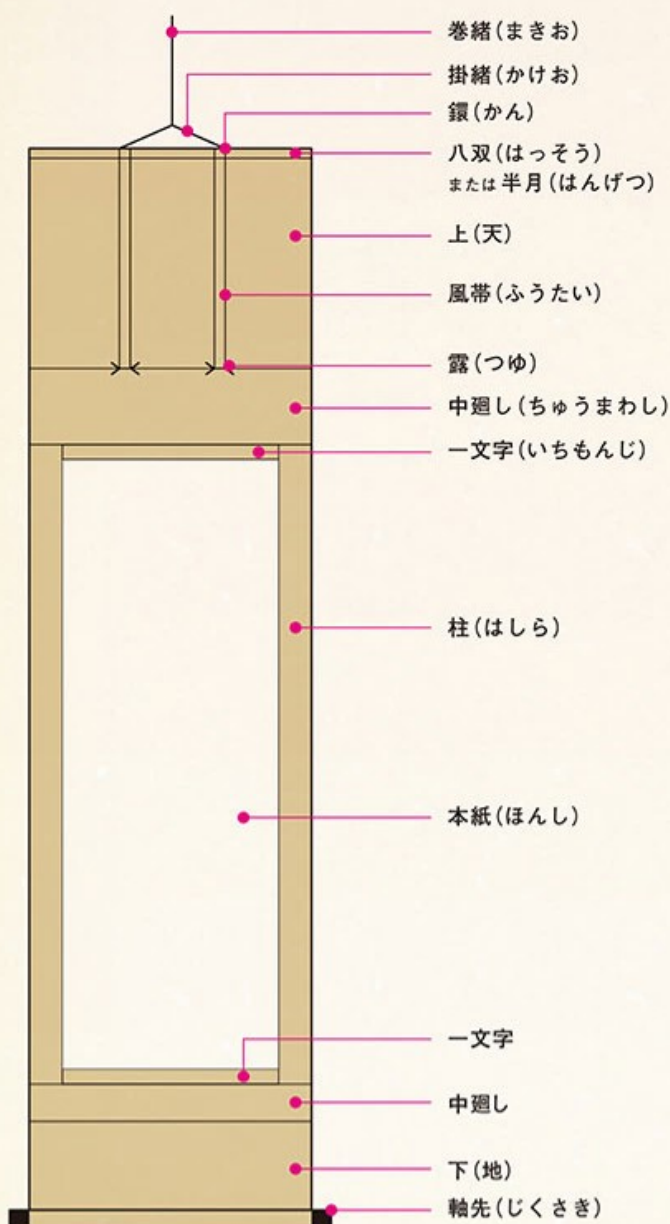 巻緒(まきお)
掛緒(かけお)
鐶(かん)
八双(はっそう)
または半月(はんげつ)
上(天)
風帯(ふうたい)
露(つゆ)
中廻し(ちゅうまわし)
一文字(いちもんじ)
柱(はしら)
本紙(ほんし)
一文字
中廻し
下(地)
軸先(じくさき)